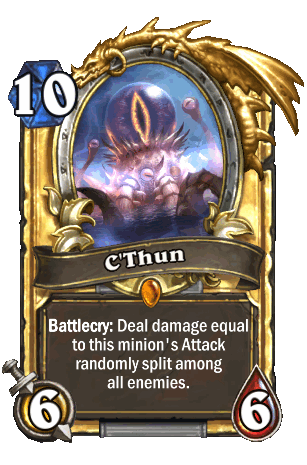 10
C'Thun
Battlecry: Deal damage equal
to this minion's Attack
randomly split among
all enemies.
6
6